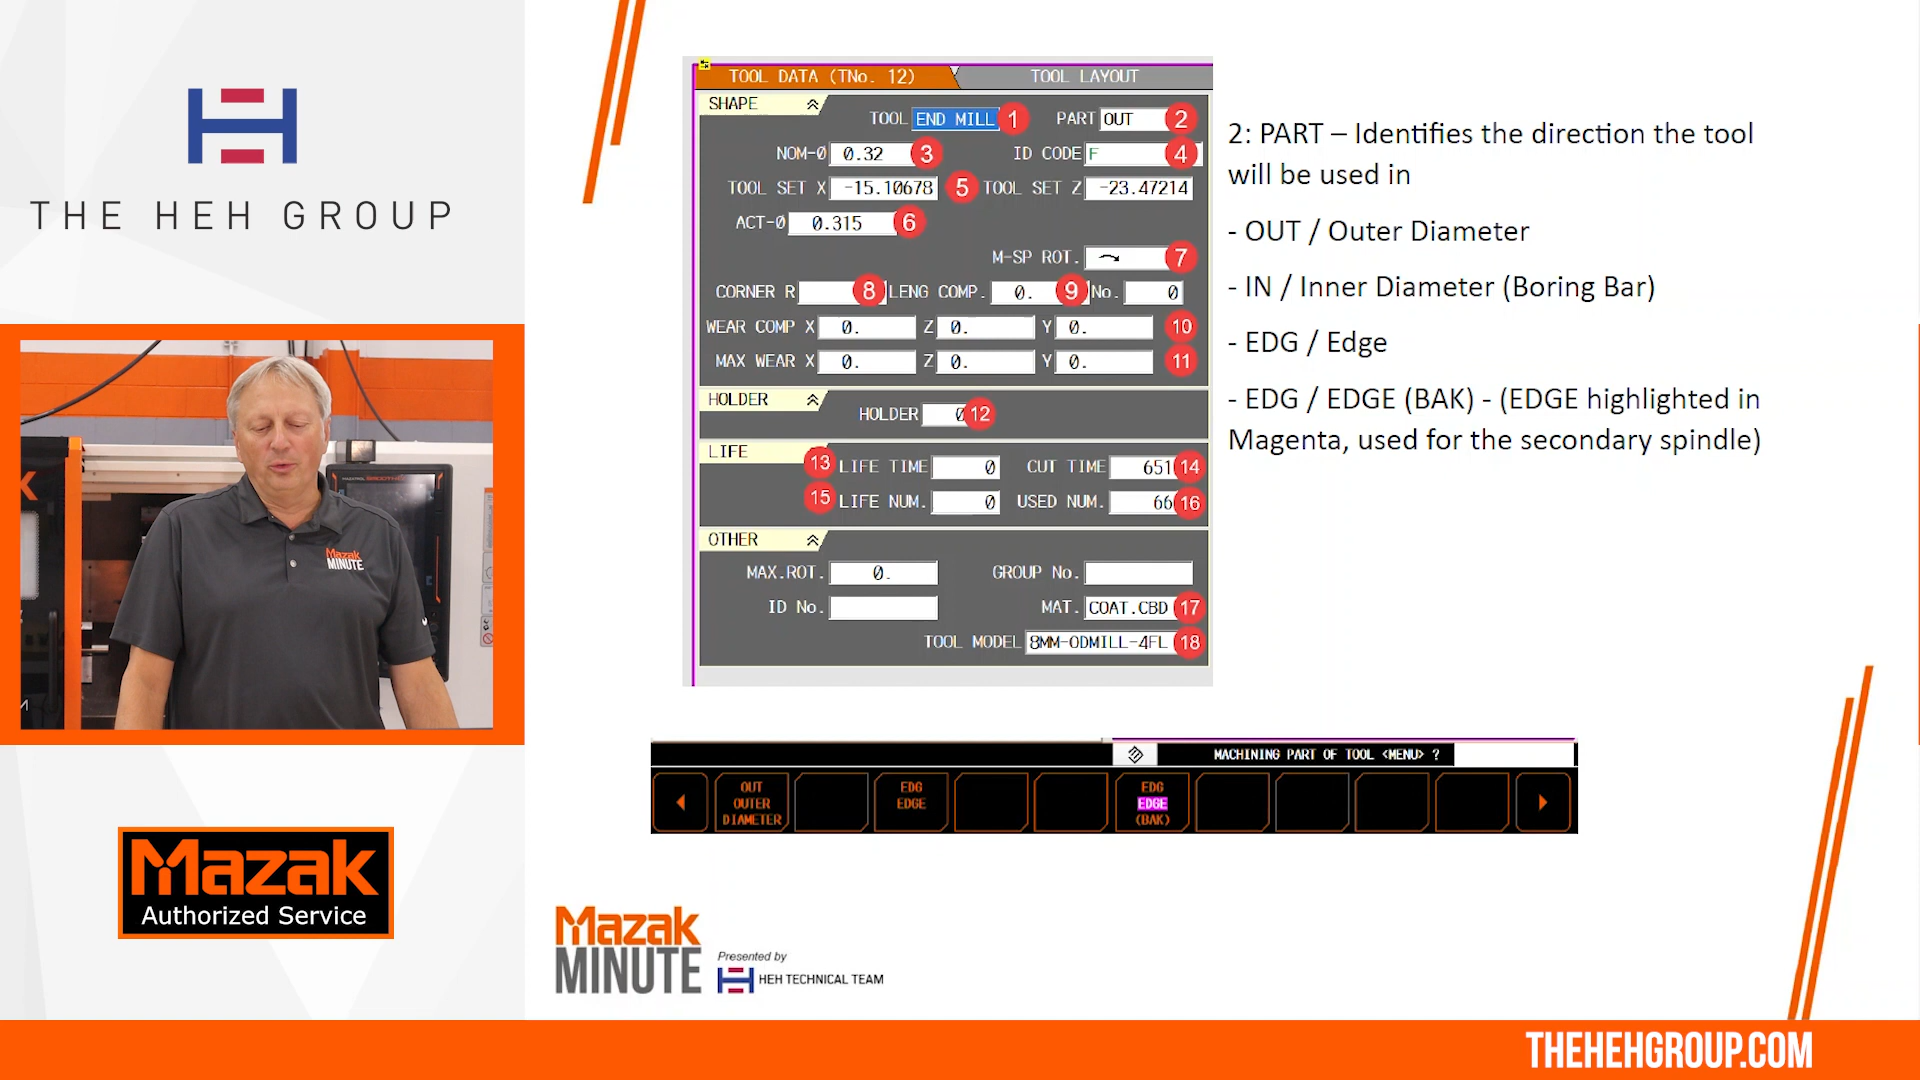 THE HEH GROUP
Mazak
MINUTE
Mazak
Authorized Service
TOOL DATA (TNo. 12)
TOOL LAYOUT
SHAPE
TOOL END MILL 1 PART OUT 2
NOM-Ø 0.32 3 ID CODE F 4
TOOL SET X -15.10678 5 TOOL SET Z -23.47214
ACT-Ø 0.315 6
M-SP ROT. 7
CORNER R 8 LENG COMP. 0. 9 No. 0
WEAR COMP X 0. Z 0. Y 0. 10
MAX WEAR X 0. Z 0. Y 0. 11
HOLDER
HOLDER 0 12
LIFE
13 LIFE TIME 0 CUT TIME 651 14
15 LIFE NUM. 0 USED NUM. 66 16
OTHER
MAX.ROT. 0. GROUP No.
ID No. MAT. COAT.CBD 17
TOOL MODEL 8MM-ODMILL-4FL 18
2: PART – Identifies the direction the tool
will be used in
- OUT / Outer Diameter
- IN / Inner Diameter (Boring Bar)
- EDG / Edge
- EDG / EDGE (BAK) - (EDGE highlighted in
Magenta, used for the secondary spindle)
MACHINING PART OF TOOL <MENU> ?
OUT
OUTER
DIAMETER
EDG
EDGE
EDG
EDGE
(BAK)
Mazak
MINUTE
Presented by
HEH TECHNICAL TEAM
THEHEHGROUP.COM